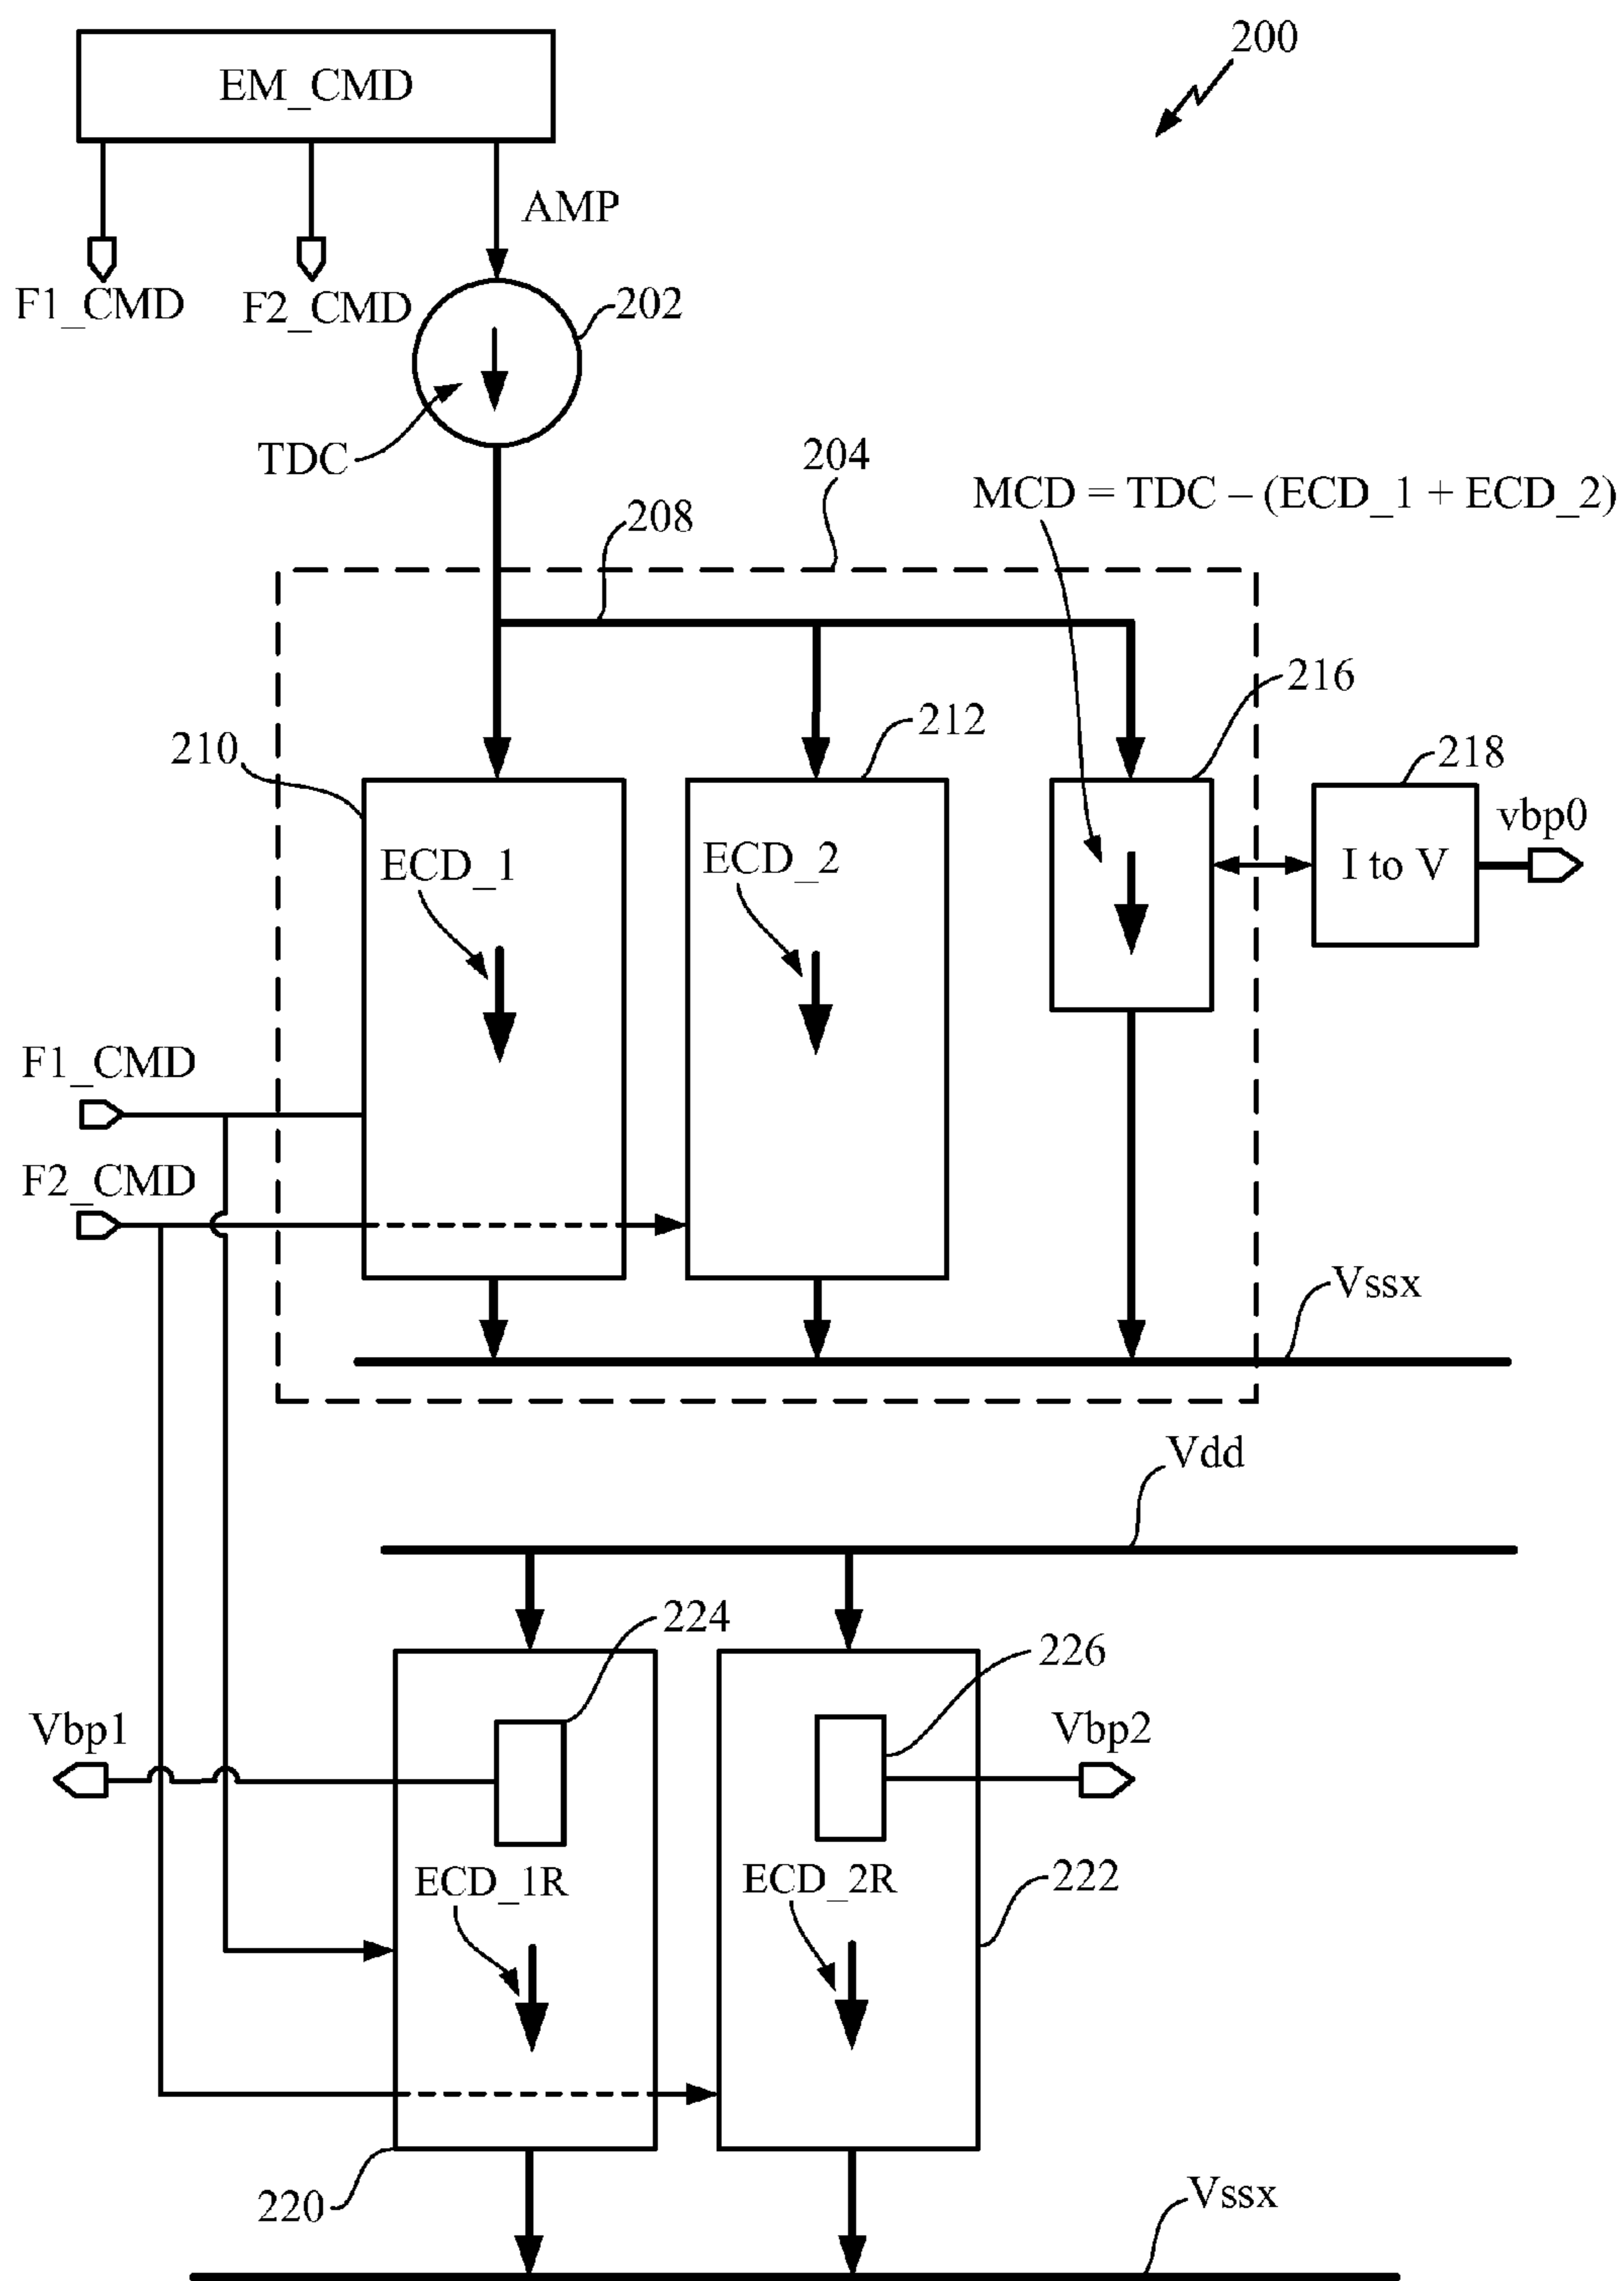 200
EM_CMD
AMP
F1_CMD
F2_CMD
202
TDC
204
MCD = TDC – (ECD_1 + ECD_2)
208
216
210
212
218
vbp0
ECD_1
ECD_2
I to V
F1_CMD
F2_CMD
Vssx
Vdd
224
226
Vbp1
Vbp2
ECD_1R
ECD_2R
222
220
Vssx